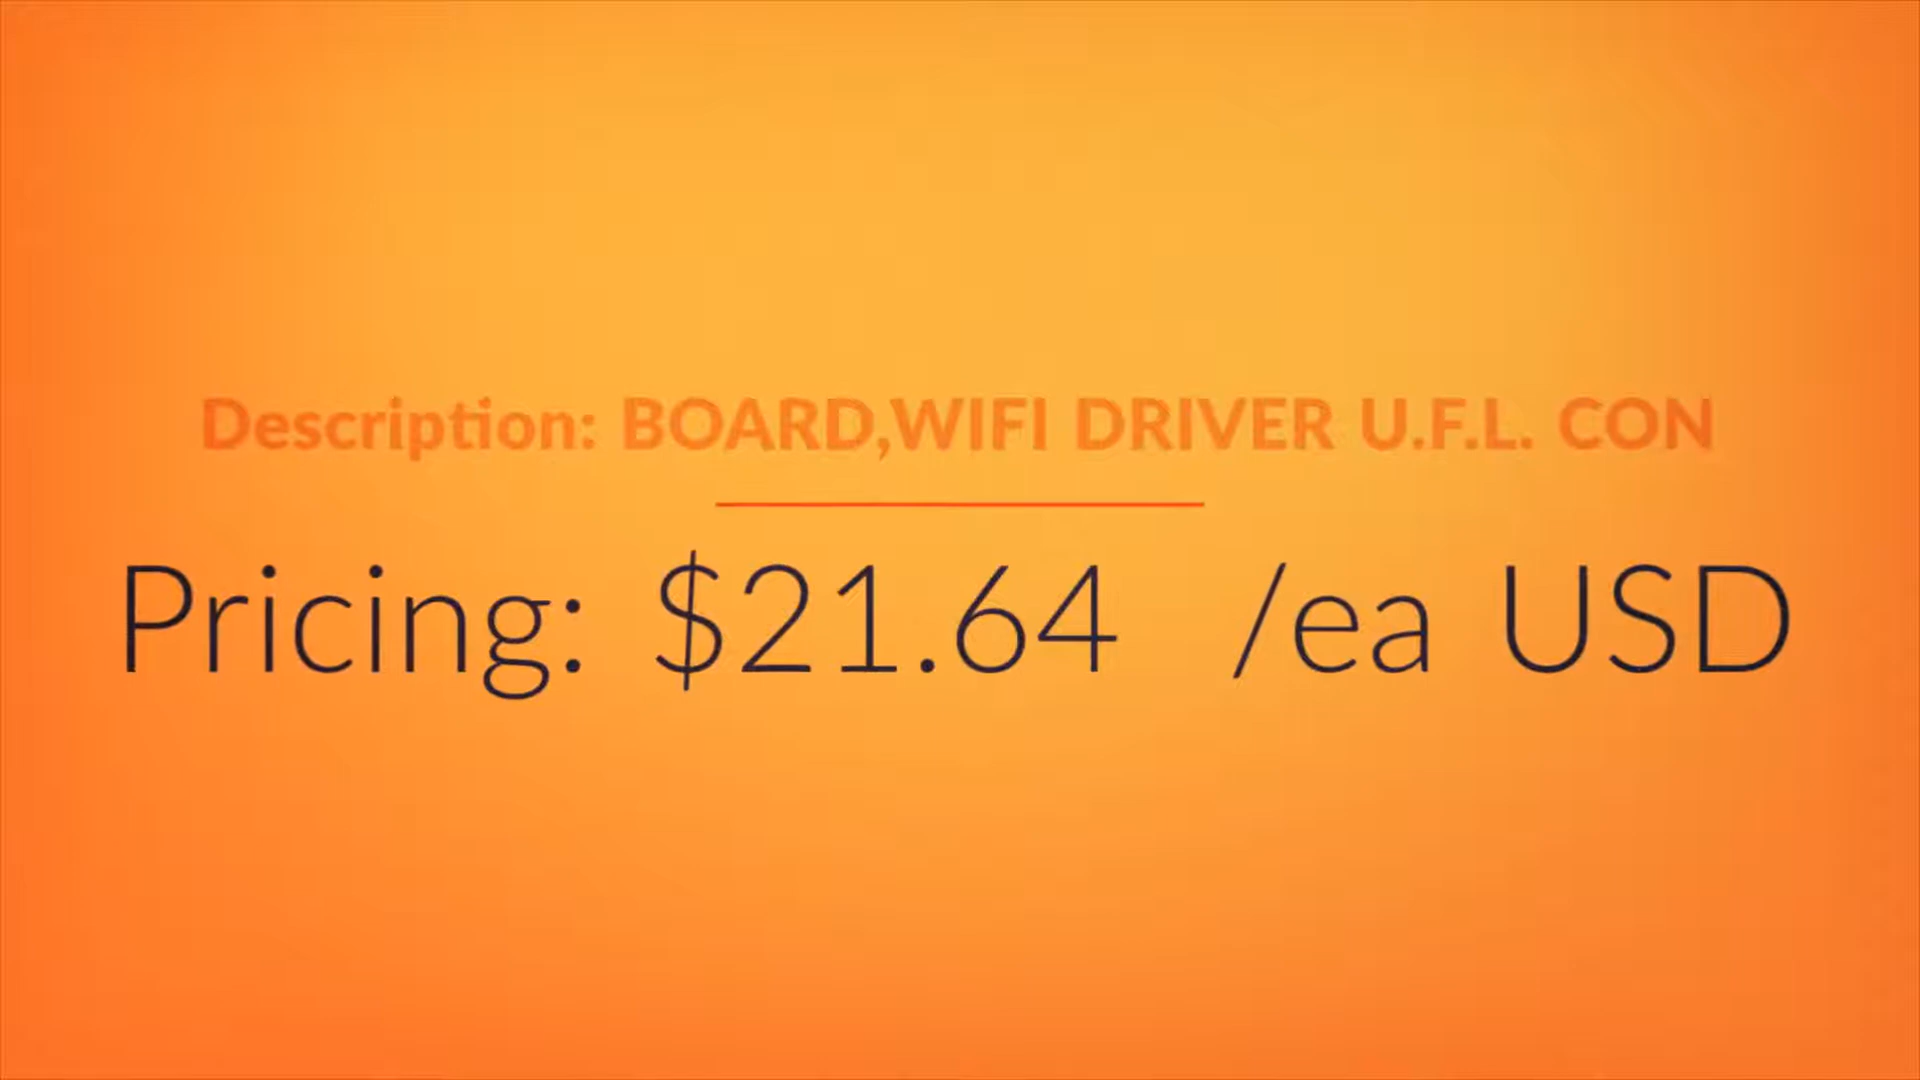 Description: BOARD,WIFI DRIVER U.F.L. CON
Pricing: $21.64 /ea USD